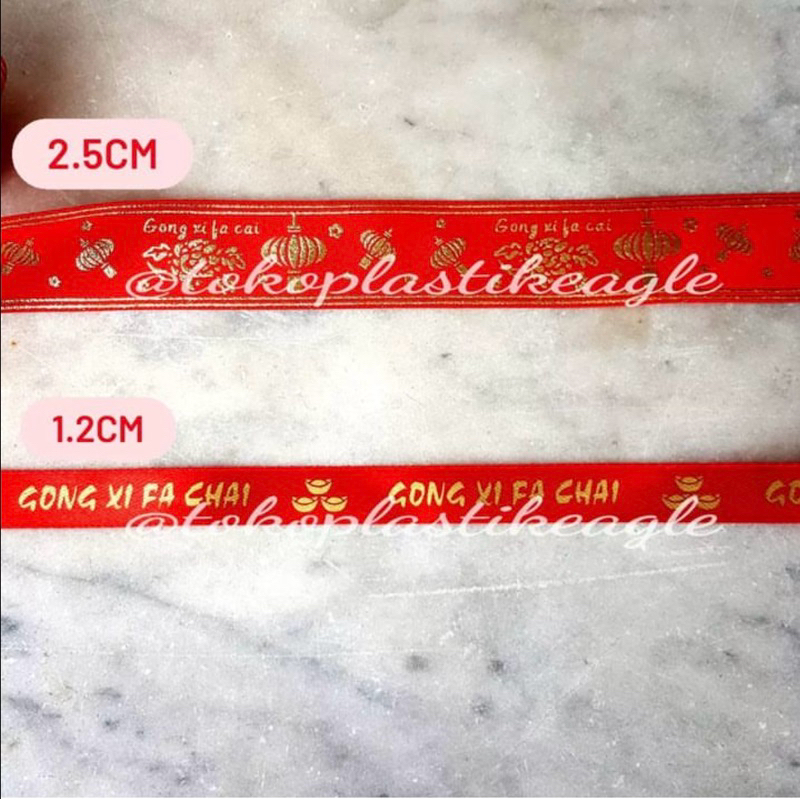 2.5CM
Gong xi fa cai Gong xi fa cai
@tokoplastikeagle
1.2CM
GONG XI FA CHAI GONG XI FA CHAI GO
@tokoplastikeagle